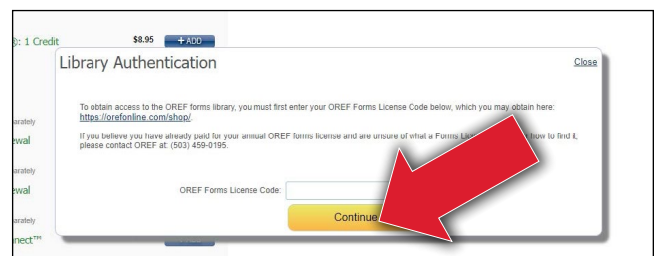 ): 1 Credit $8.95 + ADD
Library Authentication
Close
To obtain access to the OREF forms library, you must first enter your OREF Forms License Code below, which you may obtain here:
https://orefonline.com/shop/.
If you believe you have already paid for your annual OREF forms license and are unsure of what a Forms how to find it,
please contact OREF at: (503) 459-0195.
arately
ewal
arately
ewal
OREF Forms License Code:
Continue
arately
nect™